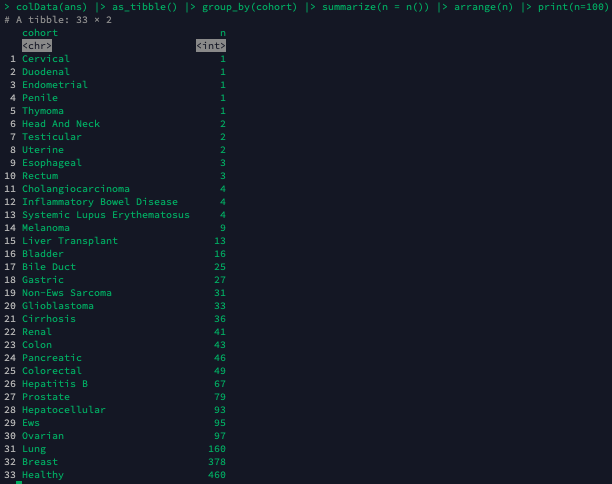 > colData(ans) |> as_tibble() |> group_by(cohort) |> summarize(n = n()) |> arrange(n) |> print(n=100)
# A tibble: 33 × 2
cohort n
<chr> <int>
1 Cervical 1
2 Duodenal 1
3 Endometrial 1
4 Penile 1
5 Thymoma 1
6 Head And Neck 2
7 Testicular 2
8 Uterine 2
9 Esophageal 3
10 Rectum 3
11 Cholangiocarcinoma 4
12 Inflammatory Bowel Disease 4
13 Systemic Lupus Erythematosus 4
14 Melanoma 9
15 Liver Transplant 13
16 Bladder 16
17 Bile Duct 25
18 Gastric 27
19 Non-Ews Sarcoma 31
20 Glioblastoma 33
21 Cirrhosis 36
22 Renal 41
23 Colon 43
24 Pancreatic 46
25 Colorectal 49
26 Hepatitis B 67
27 Prostate 79
28 Hepatocellular 93
29 Ews 95
30 Ovarian 97
31 Lung 160
32 Breast 378
33 Healthy 460